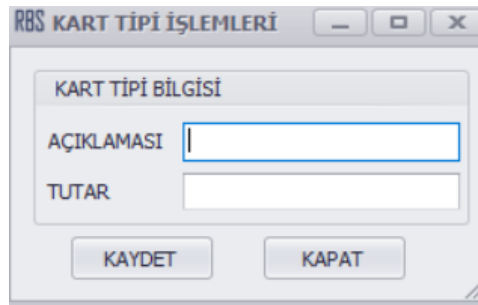 RBS KART TİPİ İŞLEMLERİ
KART TİPİ BİLGİSİ
AÇIKLAMASI
TUTAR
KAYDET KAPAT